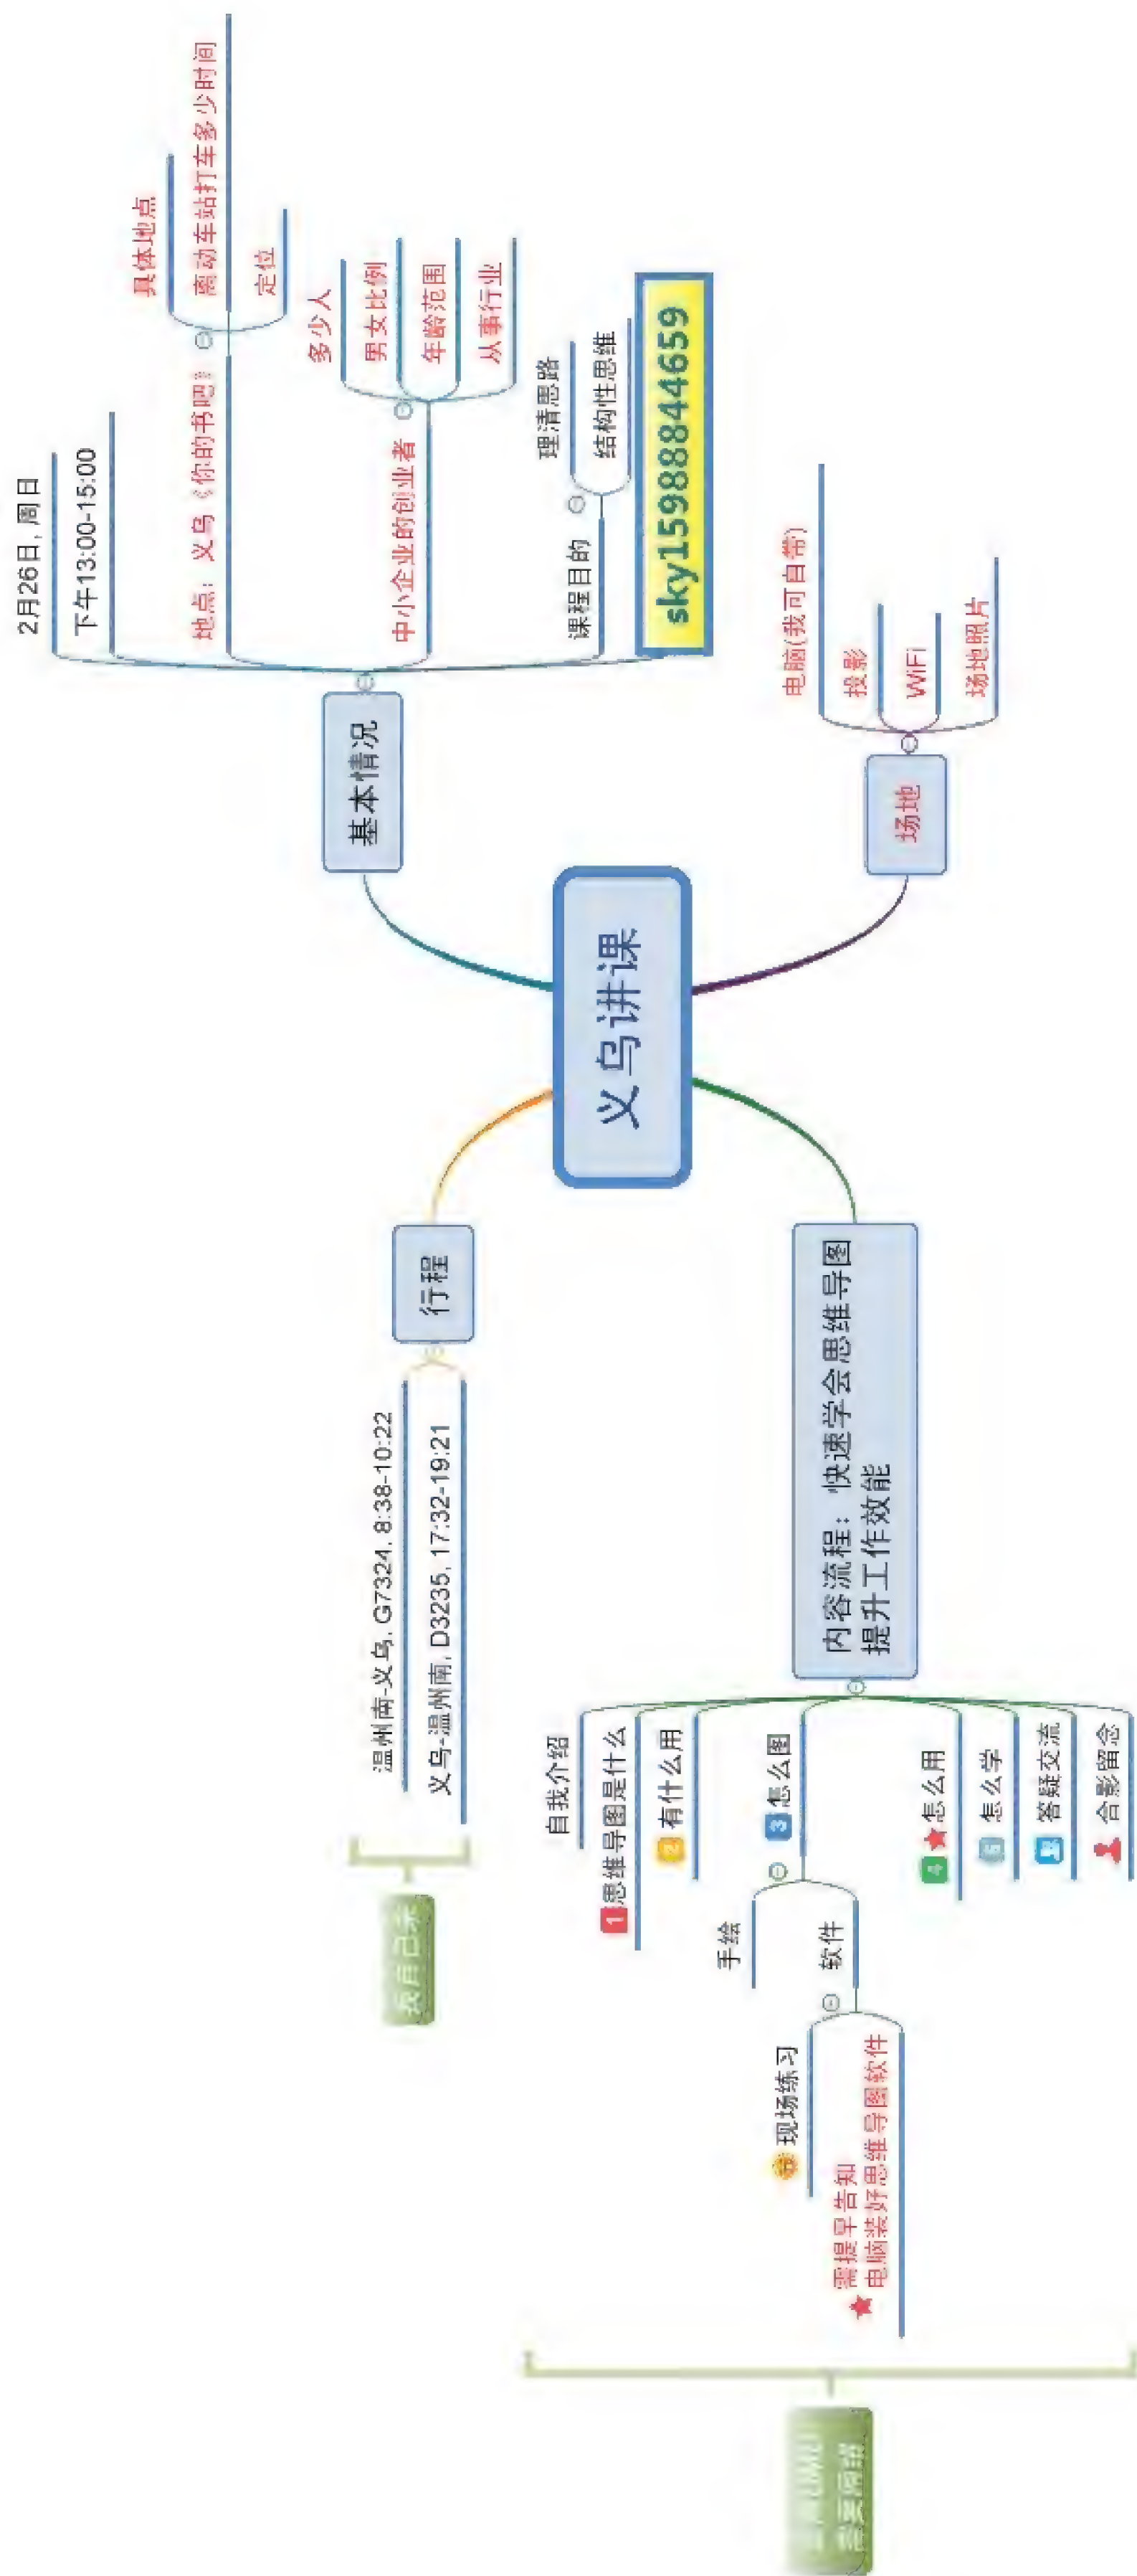 义乌讲课
基本情况
2月26日, 周日
下午13:00-15:00
地点：义乌《你的书吧》
具体地点
离动车站打车多少时间
定位
中小企业的创业者
多少人
男女比例
年龄范围
从事行业
课程目的
理清思路
结构性思维
sky15988844659
场地
电脑(我可自带)
投影
WiFi
场地照片
行程
温州南-义乌, G7324, 8:38-10:22
义乌-温州南, D3235, 17:32-19:21
我自己来
内容流程：快速学会思维导图
提升工作效能
自我介绍
1 思维导图是什么
2 有什么用
3 怎么图
手绘
软件
现场练习
需提早告知
电脑装好思维导图软件
4 怎么用
5 怎么学
答疑交流
合影留念